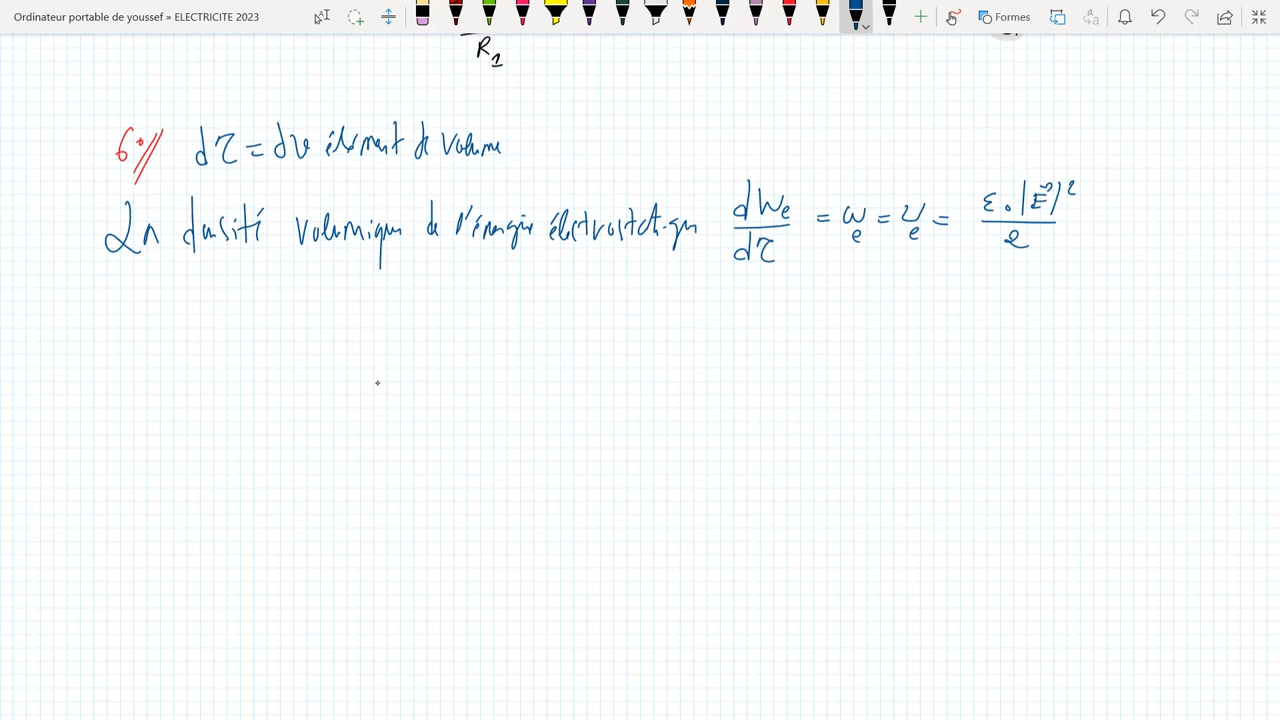 Ordinateur portable de youssef » ELECTRICITE 2023
Formes
R₁
6°// dτ = dv élément de volume
La densité volumique de l'énergie électrostatique dWe/dτ = ωe = Ue = ε₀|E⃗|²/2